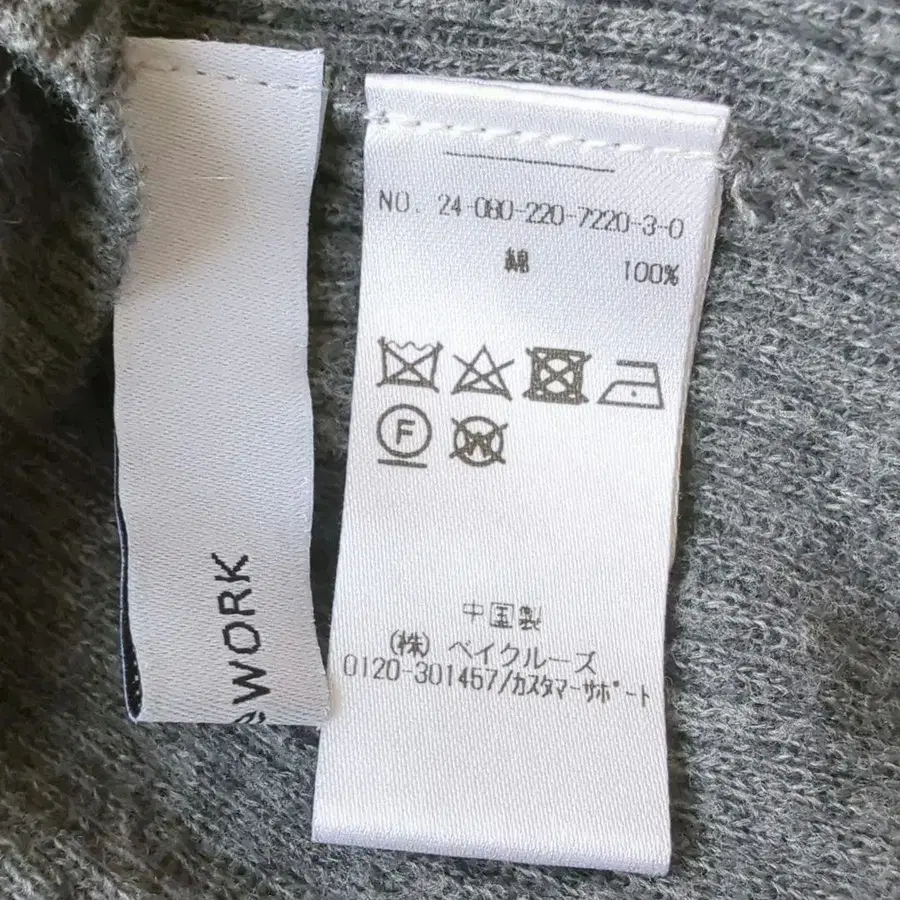 WORK
NO. 24-080-220-7220-3-0
綿 100%
F
W
中国製
(株) ベイクルーズ
0120-301457/カスタマーサポート